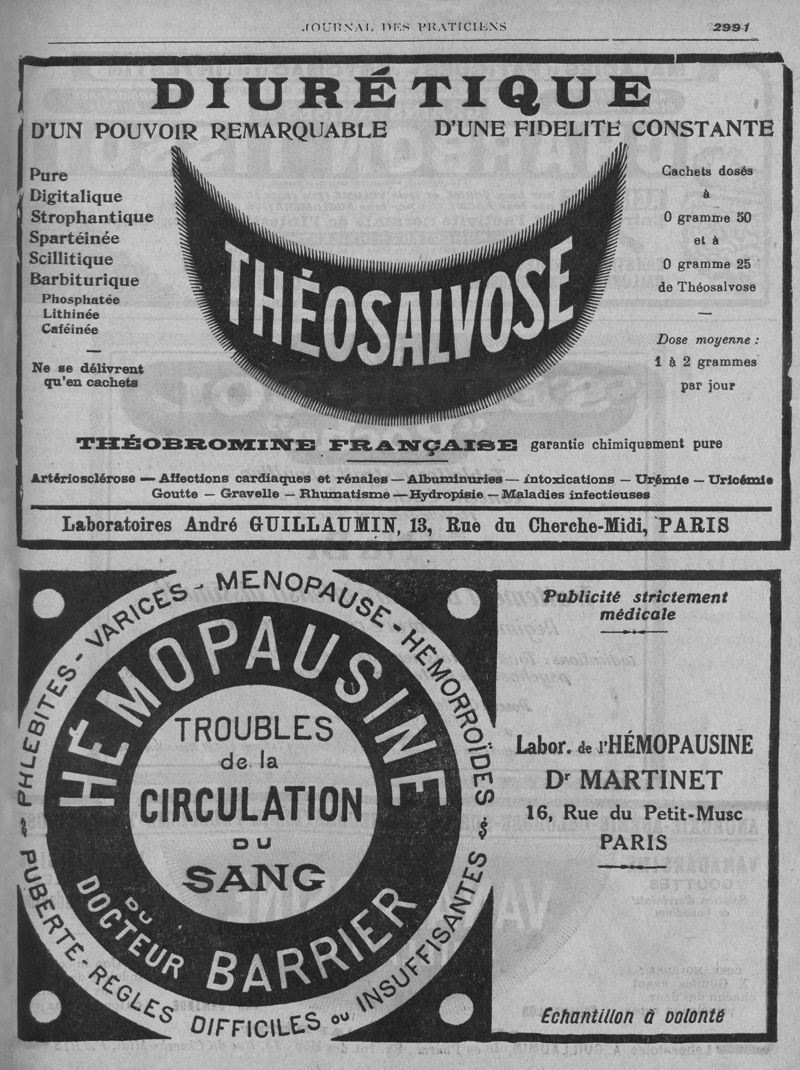 JOURNAL DES PRATICIENS
2991
DIURÉTIQUE
D'UN POUVOIR REMARQUABLE
D'UNE FIDELITÉ CONSTANTE
Pure
Digitalique
Strophantique
Spartéinée
Scillitique
Barbiturique
Phosphatée
Lithinée
Caféinée
Ne se délivrent
qu'en cachets
THÉOSALVOSE
Cachets dosés
à
0 gramme 50
et à
0 gramme 25
de Théosalvose
Dose moyenne :
1 à 2 grammes
par jour
THÉOBROMINE FRANÇAISE garantie chimiquement pure
Artériosclérose — Affections cardiaques et rénales — Albuminuries — Intoxications — Urémie — Uricémie
Goutte — Gravelle — Rhumatisme — Hydropisie — Maladies infectieuses
Laboratoires André GUILLAUMIN, 13, Rue du Cherche-Midi, PARIS
PHLEBITES - VARICES - MENOPAUSE - HEMORROÏDES
HÉMOPAUSINE
TROUBLES
de la
CIRCULATION
DU
SANG
DU
DOCTEUR BARRIER
PUBERTE - REGLES DIFFICILES ou INSUFFISANTES
Publicité strictement
médicale
Labor. de l'HÉMOPAUSINE
Dr MARTINET
16, Rue du Petit-Musc
PARIS
Échantillon à volonté